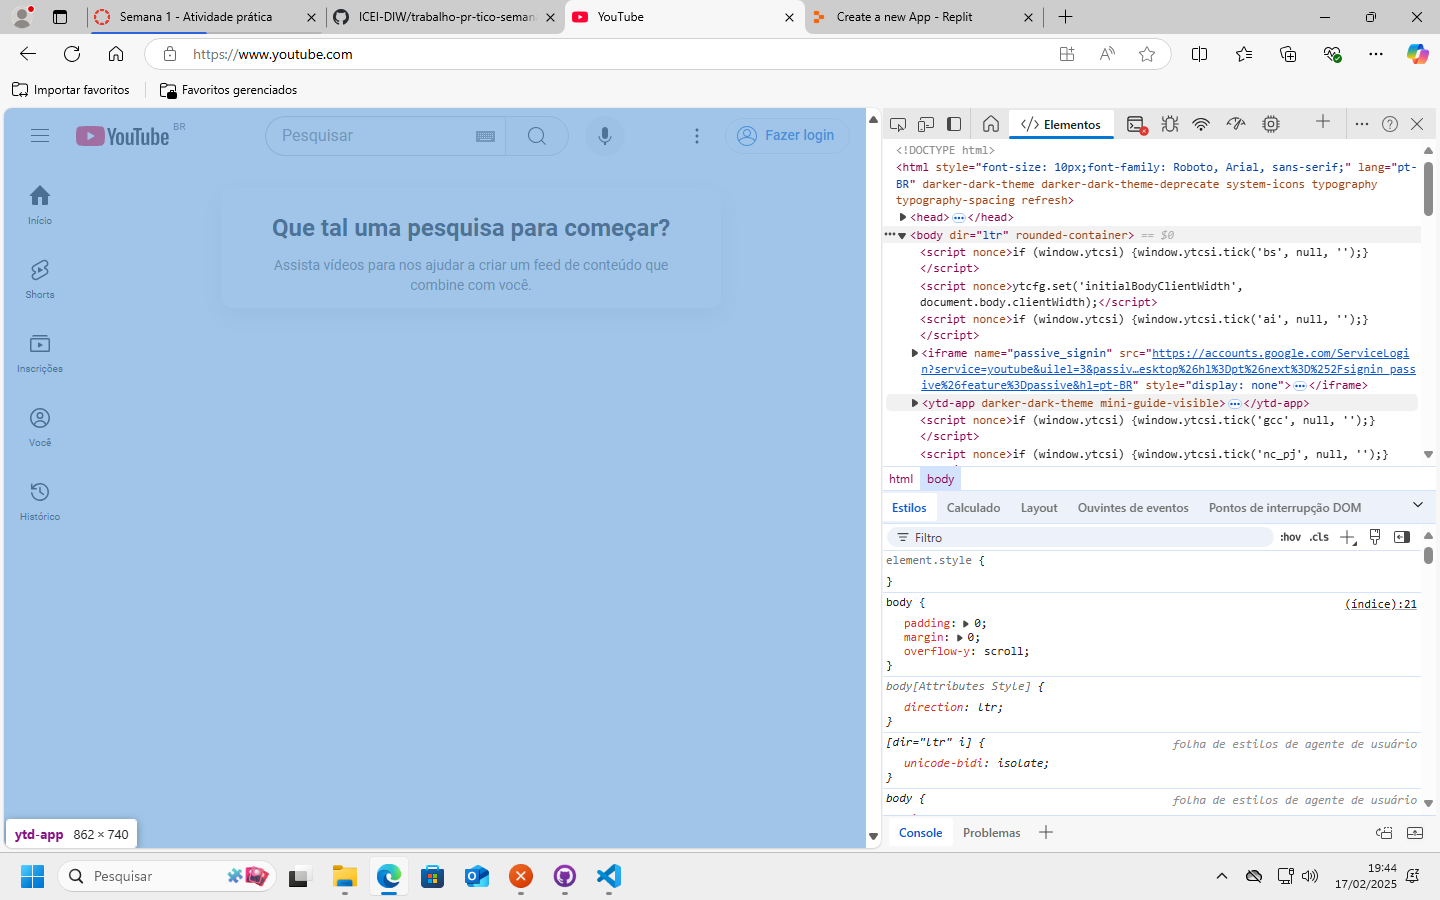 Semana 1 - Atividade prática
ICEI-DIW/trabalho-pr-tico-seman
YouTube
Create a new App - Replit
https://www.youtube.com
Importar favoritos
Favoritos gerenciados
YouTube BR
Pesquisar
Fazer login
Início
Shorts
Inscrições
Você
Histórico
Que tal uma pesquisa para começar?
Assista vídeos para nos ajudar a criar um feed de conteúdo que
combine com você.
ytd-app 862 × 740
Elementos
<!DOCTYPE html>
<html style="font-size: 10px;font-family: Roboto, Arial, sans-serif;" lang="pt-
BR" darker-dark-theme darker-dark-theme-deprecate system-icons typography
typography-spacing refresh>
<head>…</head>
<body dir="ltr" rounded-container> == $0
<script nonce>if (window.ytcsi) {window.ytcsi.tick('bs', null, '');}
</script>
<script nonce>ytcfg.set('initialBodyClientWidth',
document.body.clientWidth);</script>
<script nonce>if (window.ytcsi) {window.ytcsi.tick('ai', null, '');}
</script>
<iframe name="passive_signin" src="https://accounts.google.com/ServiceLogi
n?service=youtube&uilel=3&passiv…esktop%26hl%3Dpt%26next%3D%252Fsignin_pass
ive%26feature%3Dpassive&hl=pt-BR" style="display: none">…</iframe>
<ytd-app darker-dark-theme mini-guide-visible>…</ytd-app>
<script nonce>if (window.ytcsi) {window.ytcsi.tick('gcc', null, '');}
</script>
<script nonce>if (window.ytcsi) {window.ytcsi.tick('nc_pj', null, '');}
html body
Estilos Calculado Layout Ouvintes de eventos Pontos de interrupção DOM
Filtro :hov .cls
element.style {
}
body { (índice):21
padding: 0;
margin: 0;
overflow-y: scroll;
}
body[Attributes Style] {
direction: ltr;
}
[dir="ltr" i] { folha de estilos de agente de usuário
unicode-bidi: isolate;
}
body { folha de estilos de agente de usuário
Console Problemas
Pesquisar
19:44
17/02/2025